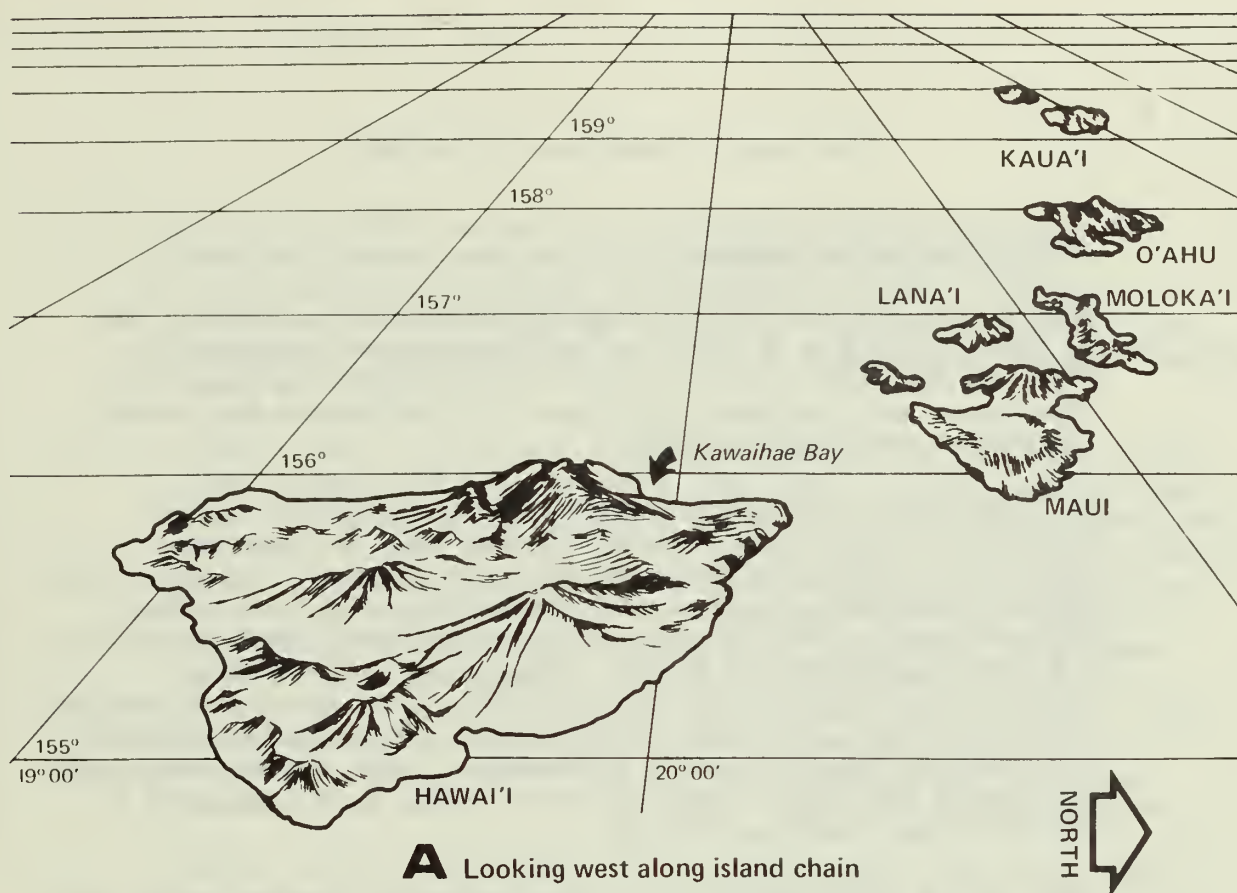 159°
KAUA'I
158°
O'AHU
157°
LANA'I
MOLOKA'I
Kawaihae Bay
156°
MAUI
155°
19° 00'
20° 00'
HAWAI'I
NORTH
A Looking west along island chain